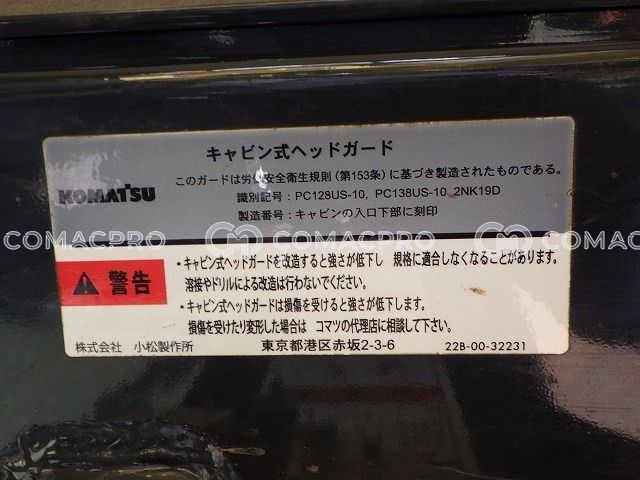 キャビン式ヘッドガード
このガードは労働安全衛生規則(第153条)に基づき製造されたものである。
KOMATSU
識別記号: PC128US-10, PC138US-10 2NK19D
製造番号: キャビンの入口下部に刻印
COMACPRO COMACPRO COMACPRO
警告
・キャビン式ヘッドガードを改造すると強さが低下し 規格に適合しなくなることがあります。
溶接やドリルによる改造は行わないでください。
・キャビン式ヘッドガードは損傷を受けると強さが低下します。
損傷を受けたり変形した場合は コマツの代理店に相談して下さい。
株式会社 小松製作所 東京都港区赤坂2-3-6 22B-00-32231